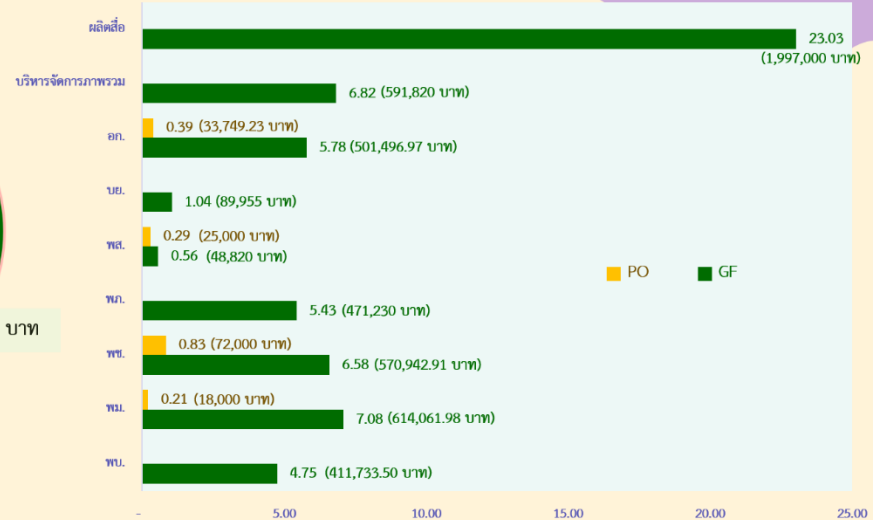 ผลิตสื่อ
23.03
(1,997,000 บาท)
บริหารจัดการภาพรวม
6.82 (591,820 บาท)
อก.
0.39 (33,749.23 บาท)
5.78 (501,496.97 บาท)
บย.
1.04 (89,955 บาท)
พส.
0.29 (25,000 บาท)
0.56 (48,820 บาท)
PO GF
พภ.
5.43 (471,230 บาท)
บาท
พช.
0.83 (72,000 บาท)
6.58 (570,942.91 บาท)
พม.
0.21 (18,000 บาท)
7.08 (614,061.98 บาท)
พบ.
4.75 (411,733.50 บาท)
- 5.00 10.00 15.00 20.00 25.00